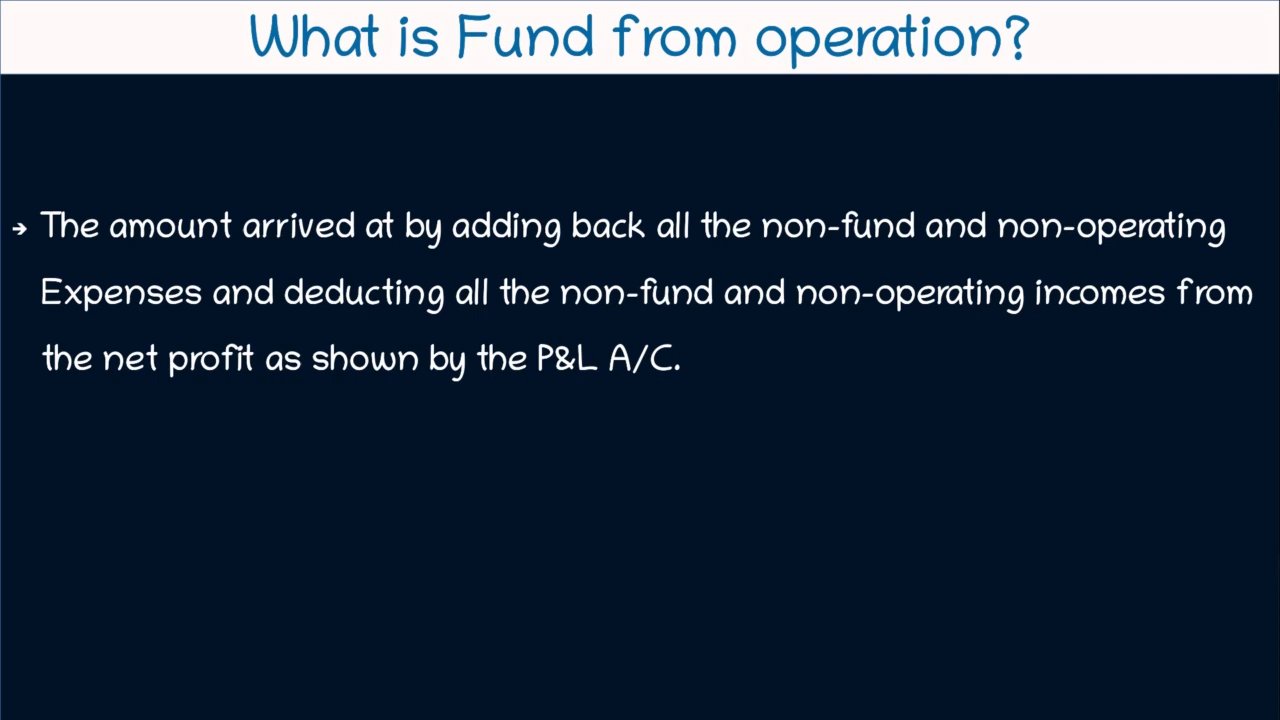 What is Fund from operation?
➔ The amount arrived at by adding back all the non-fund and non-operating
Expenses and deducting all the non-fund and non-operating incomes from
the net profit as shown by the P&L A/C.